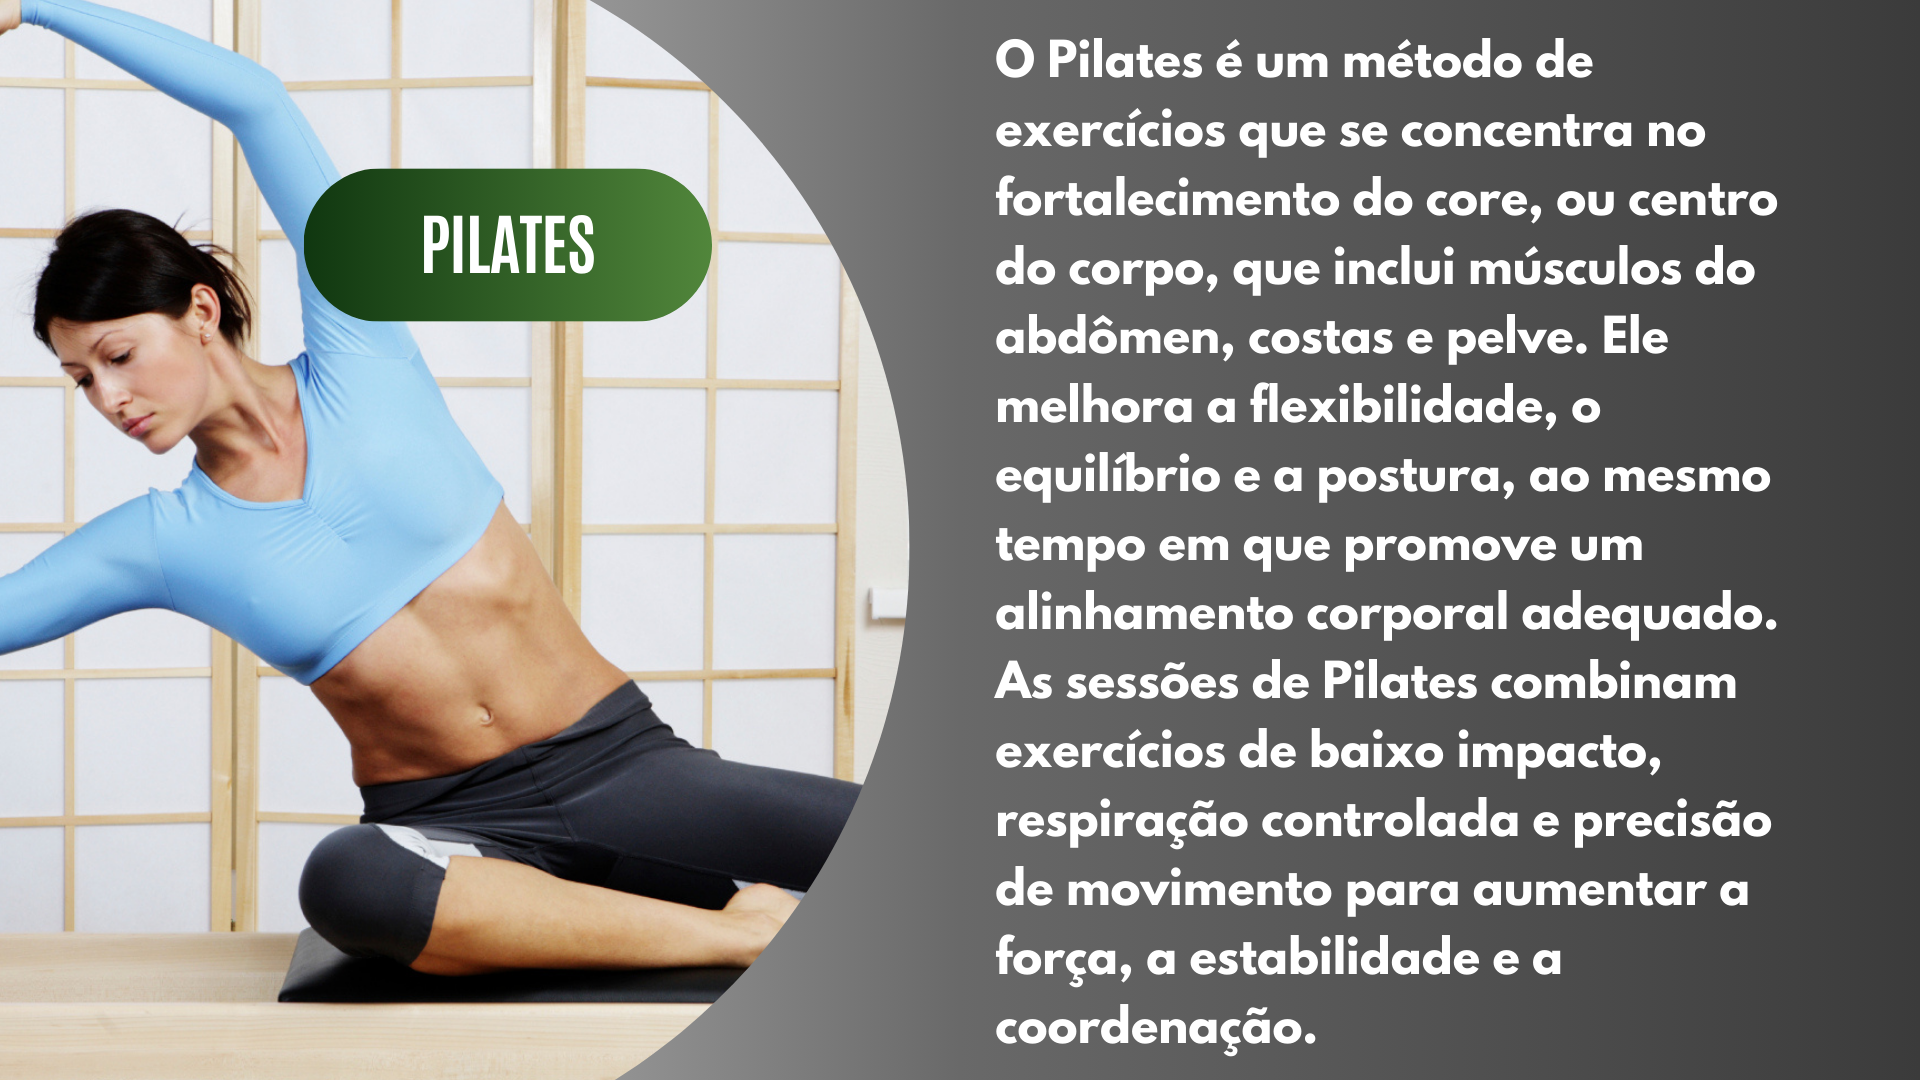 PILATES
O Pilates é um método de
exercícios que se concentra no
fortalecimento do core, ou centro
do corpo, que inclui músculos do
abdômen, costas e pelve. Ele
melhora a flexibilidade, o
equilíbrio e a postura, ao mesmo
tempo em que promove um
alinhamento corporal adequado.
As sessões de Pilates combinam
exercícios de baixo impacto,
respiração controlada e precisão
de movimento para aumentar a
força, a estabilidade e a
coordenação.